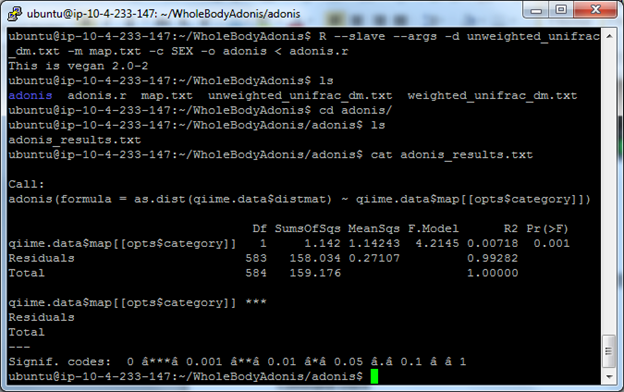 ubuntu@ip-10-4-233-147: ~/WholeBodyAdonis/adonis
ubuntu@ip-10-4-233-147:~/WholeBodyAdonis$ R --slave --args -d unweighted_unifrac
_dm.txt -m map.txt -c SEX -o adonis < adonis.r
This is vegan 2.0-2
ubuntu@ip-10-4-233-147:~/WholeBodyAdonis$ ls
adonis  adonis.r  map.txt  unweighted_unifrac_dm.txt  weighted_unifrac_dm.txt
ubuntu@ip-10-4-233-147:~/WholeBodyAdonis$ cd adonis/
ubuntu@ip-10-4-233-147:~/WholeBodyAdonis/adonis$ ls
adonis_results.txt
ubuntu@ip-10-4-233-147:~/WholeBodyAdonis/adonis$ cat adonis_results.txt
Call:
adonis(formula = as.dist(qiime.data$distmat) ~ qiime.data$map[[opts$category]])
Df SumsOfSqs MeanSqs F.Model R2 Pr(>F)
qiime.data$map[[opts$category]] 1 1.142 1.14243 4.2145 0.00718 0.001
Residuals 583 158.034 0.27107 0.99282
Total 584 159.176 1.00000
qiime.data$map[[opts$category]] ***
Residuals
Total
---
Signif. codes:  0 â***â 0.001 â**â 0.01 â*â 0.05 â.â 0.1 â â 1
ubuntu@ip-10-4-233-147:~/WholeBodyAdonis/adonis$